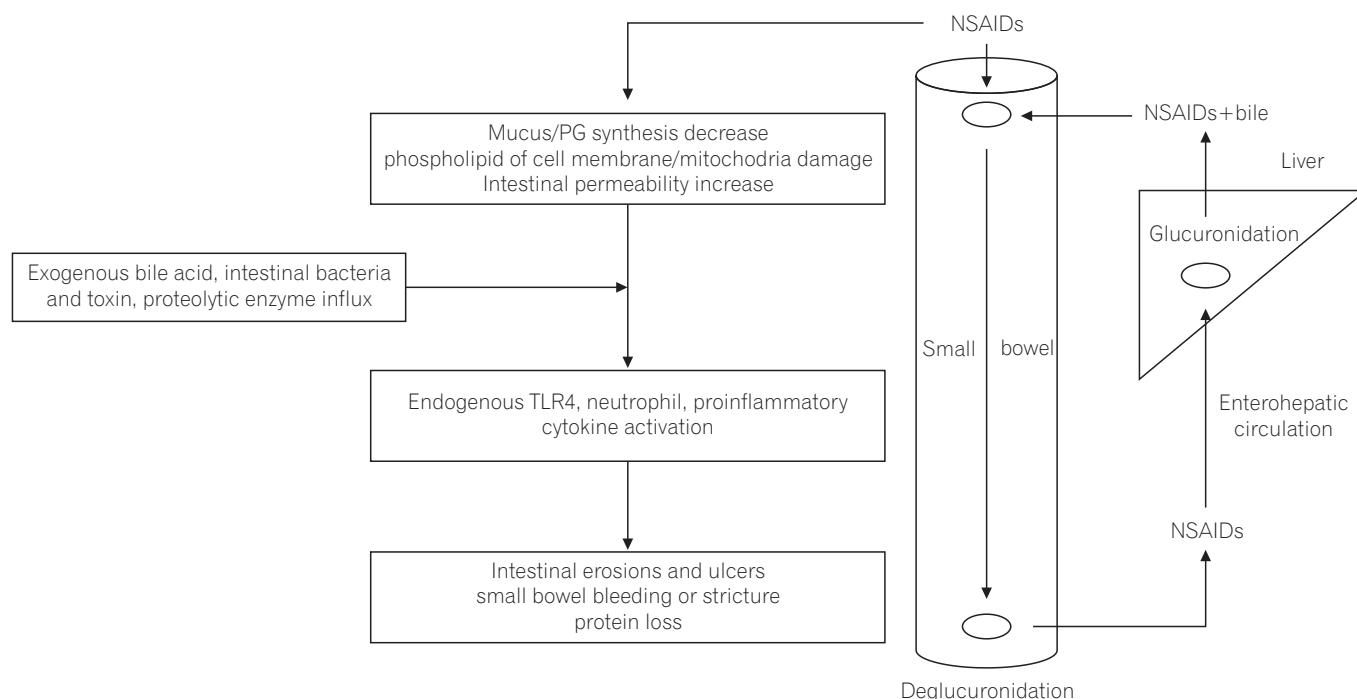 NSAIDs
Mucus/PG synthesis decrease
phospholipid of cell membrane/mitochodria damage
Intestinal permeability increase
Exogenous bile acid, intestinal bacteria
and toxin, proteolytic enzyme influx
Endogenous TLR4, neutrophil, proinflammatory
cytokine activation
Intestinal erosions and ulcers
small bowel bleeding or stricture
protein loss
Small bowel
Deglucuronidation
NSAIDs+bile
Liver
Glucuronidation
Enterohepatic
circulation
NSAIDs